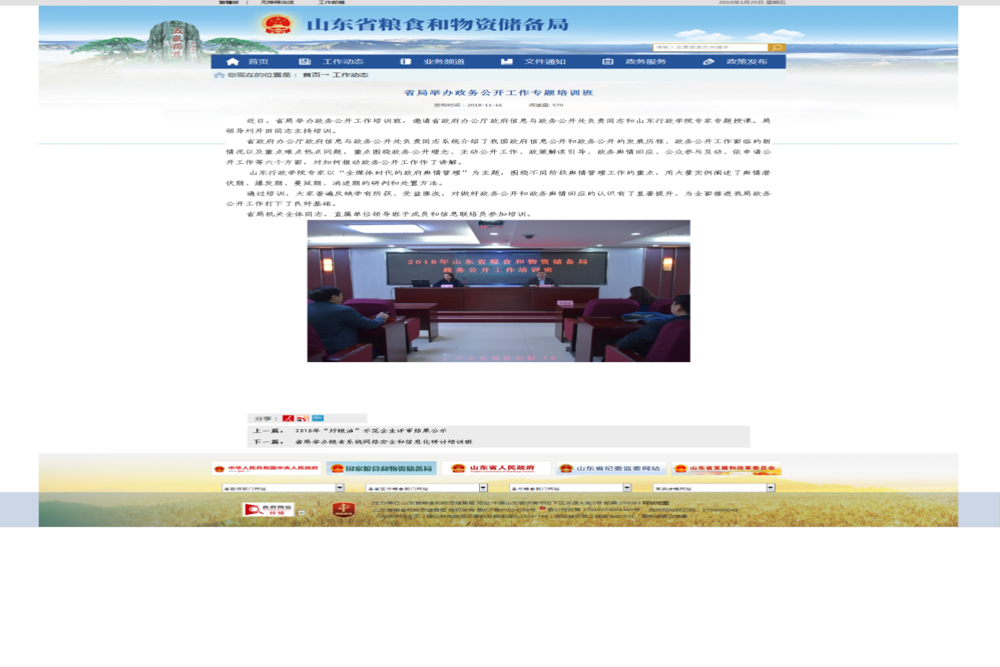 繁體版 | 无障碍浏览 工作邮箱
2019年1月25日 星期五
五嶽獨尊
山东省粮食和物资储备局
请输入您要搜索的关键字
首页 工作动态 业务频道 文件通知 政务服务 政策发布
您现在的位置是： 首页→ 工作动态
省局举办政务公开工作专题培训班
发布时间：2018-11-16 阅读量: 570
近日，省局举办政务公开工作培训班，邀请省政府办公厅政府信息与政务公开处负责同志和山东行政学院专家专题授课。局
领导刘开田同志主持培训。
省政府办公厅政府信息与政务公开处负责同志系统介绍了我国政府信息公开和政务公开的发展历程、政务公开工作面临的新
情况以及重点难点热点问题，重点围绕政务公开理念、主动公开工作、政策解读引导、政务舆情回应、公众参与互动、依申请公
开工作等六个方面，对如何推动政务公开工作作了讲解。
山东行政学院专家以“全媒体时代的政府舆情管理”为主题，围绕不同阶段舆情管理工作的重点，用大量实例阐述了舆情潜
伏期、爆发期、蔓延期、消退期的研判和处置方法。
通过培训，大家普遍反映学有所获、受益匪浅，对做好政务公开和政务舆情回应的认识有了显著提升，为全面推进我局政务
公开工作打下了良好基础。
省局机关全体同志，直属单位领导班子成员和信息联络员参加培训。
2018年山东省粮食和物资储备局
政务公开工作培训班
分享：
上一篇： 2018年“好粮油”示范企业评审结果公示
下一篇： 省局举办粮食系统网络安全和信息化研讨培训班
中华人民共和国中央人民政府 国家粮食和物资储备局 山东省人民政府 山东省纪委监委网站 山东省发展和改革委员会
省政府部门网站 各省区市粮食部门网站 各市粮食部门网站 有关涉粮网站
政府网站
找错
主办单位:山东省粮食和物资储备局 地址:中国山东省济南市历下区 邮编:250063 网站地图
山东省粮食和物资储备局 版权所有